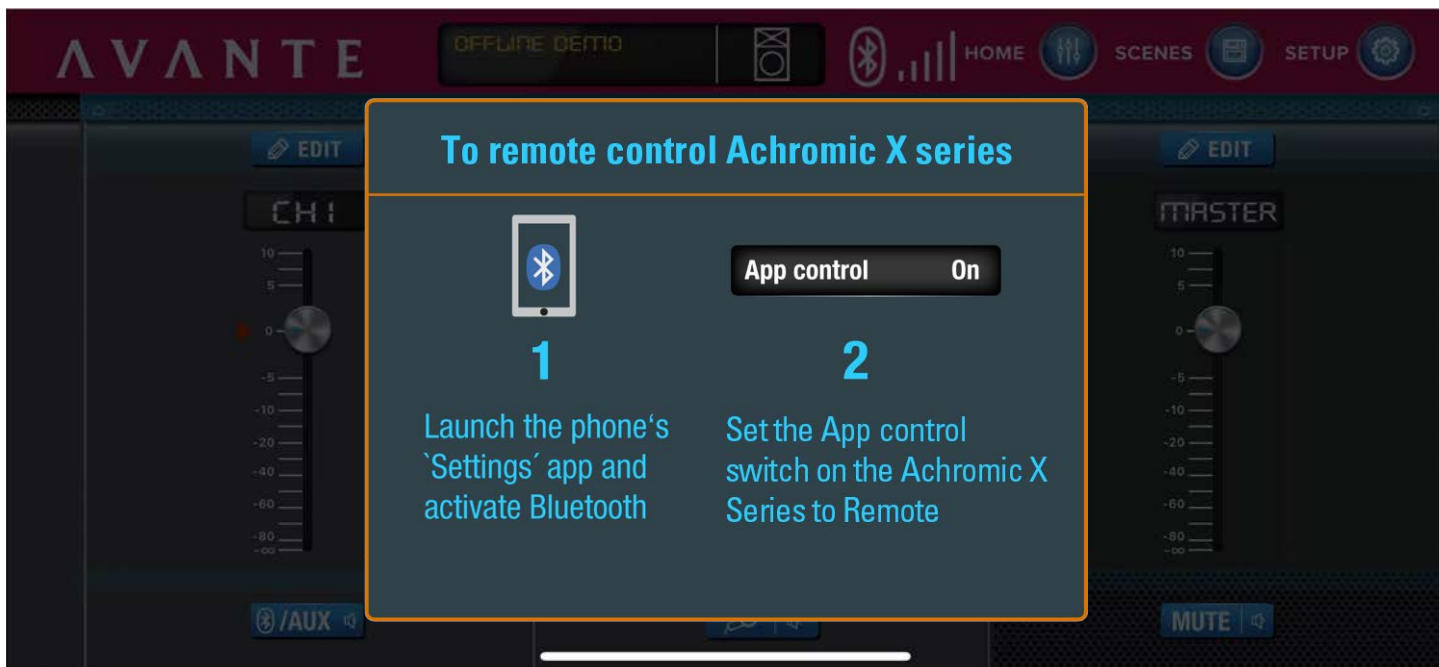 AVANTE
OFFLINE DEMO
HOME
SCENES
SETUP
EDIT
EDIT
To remote control Achromic X series
CH1
MASTER
App control On
10
5
0
-5
-10
-20
-40
-60
-80
-∞
10
5
0
-5
-10
-20
-40
-60
-80
-∞
1
2
Launch the phone‘s
`Settings´ app and
activate Bluetooth
Set the App control
switch on the Achromic X
Series to Remote
/AUX
MUTE